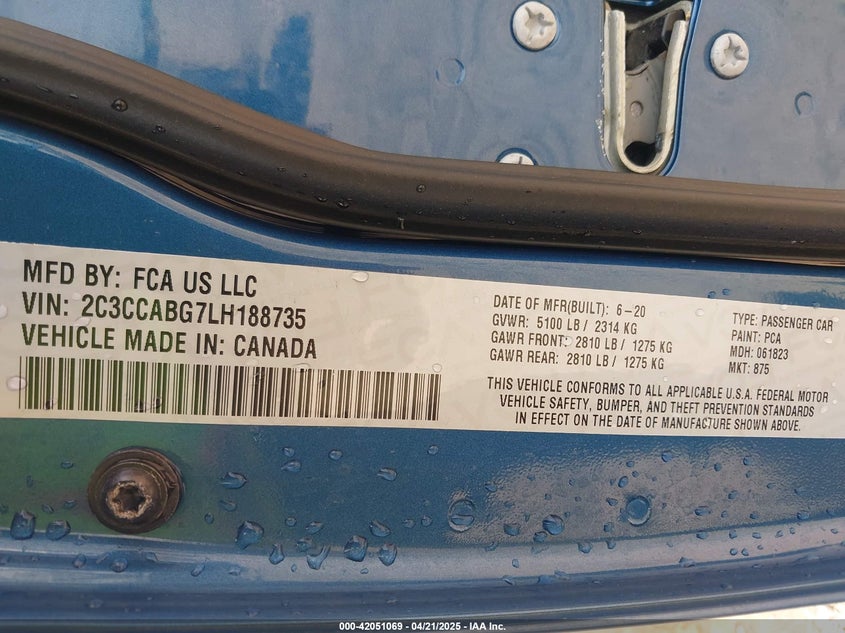 MFD BY: FCA US LLC
VIN: 2C3CCABG7LH188735
VEHICLE MADE IN: CANADA
DATE OF MFR(BUILT): 6-20
GVWR: 5100 LB / 2314 KG
GAWR FRONT: 2810 LB / 1275 KG
GAWR REAR: 2810 LB / 1275 KG
TYPE: PASSENGER CAR
PAINT: PCA
MDH: 061823
MKT: 875
THIS VEHICLE CONFORMS TO ALL APPLICABLE U.S.A. FEDERAL MOTOR
VEHICLE SAFETY, BUMPER, AND THEFT PREVENTION STANDARDS
IN EFFECT ON THE DATE OF MANUFACTURE SHOWN ABOVE.
000-42051069 - 04/21/2025 - IAA Inc.